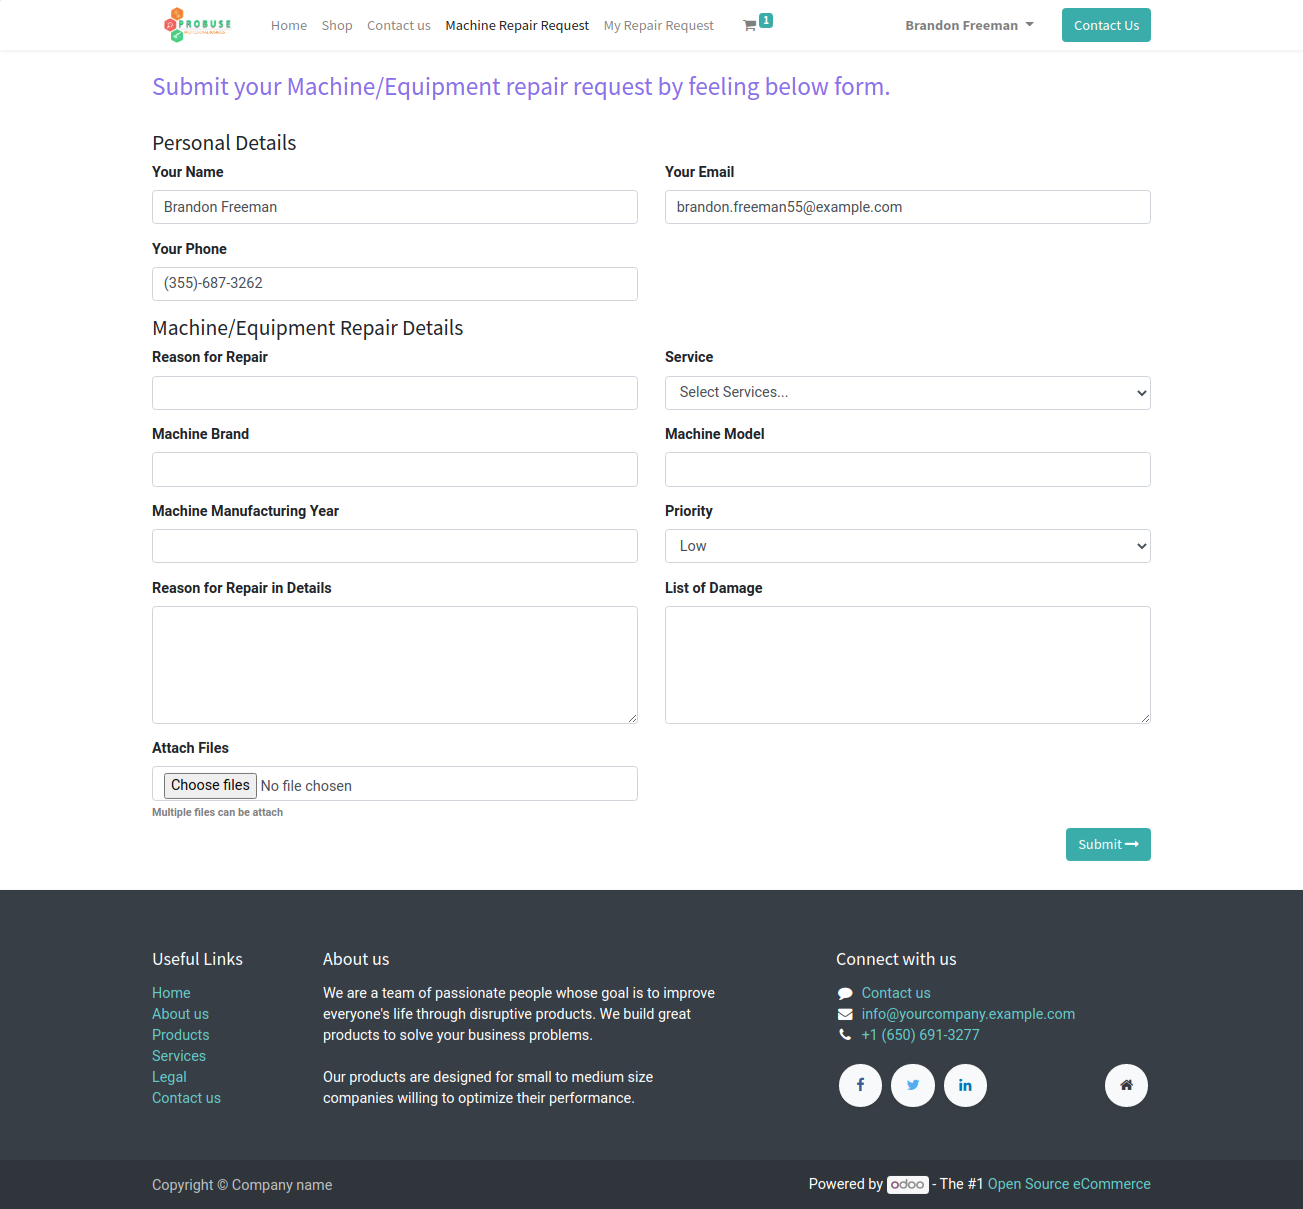 PROBUSE
Home Shop Contact us Machine Repair Request My Repair Request 1 Brandon Freeman Contact Us
Submit your Machine/Equipment repair request by feeling below form.
Personal Details
Your Name Your Email
Brandon Freeman brandon.freeman55@example.com
Your Phone
(355)-687-3262
Machine/Equipment Repair Details
Reason for Repair Service
Select Services...
Machine Brand Machine Model
Machine Manufacturing Year Priority
Low
Reason for Repair in Details List of Damage
Attach Files
Choose files No file chosen
Multiple files can be attach
Submit
Useful Links About us Connect with us
Home We are a team of passionate people whose goal is to improve Contact us
About us everyone's life through disruptive products. We build great info@yourcompany.example.com
Products products to solve your business problems. +1 (650) 691-3277
Services
Legal Our products are designed for small to medium size
Contact us companies willing to optimize their performance.
Copyright © Company name Powered by odoo - The #1 Open Source eCommerce